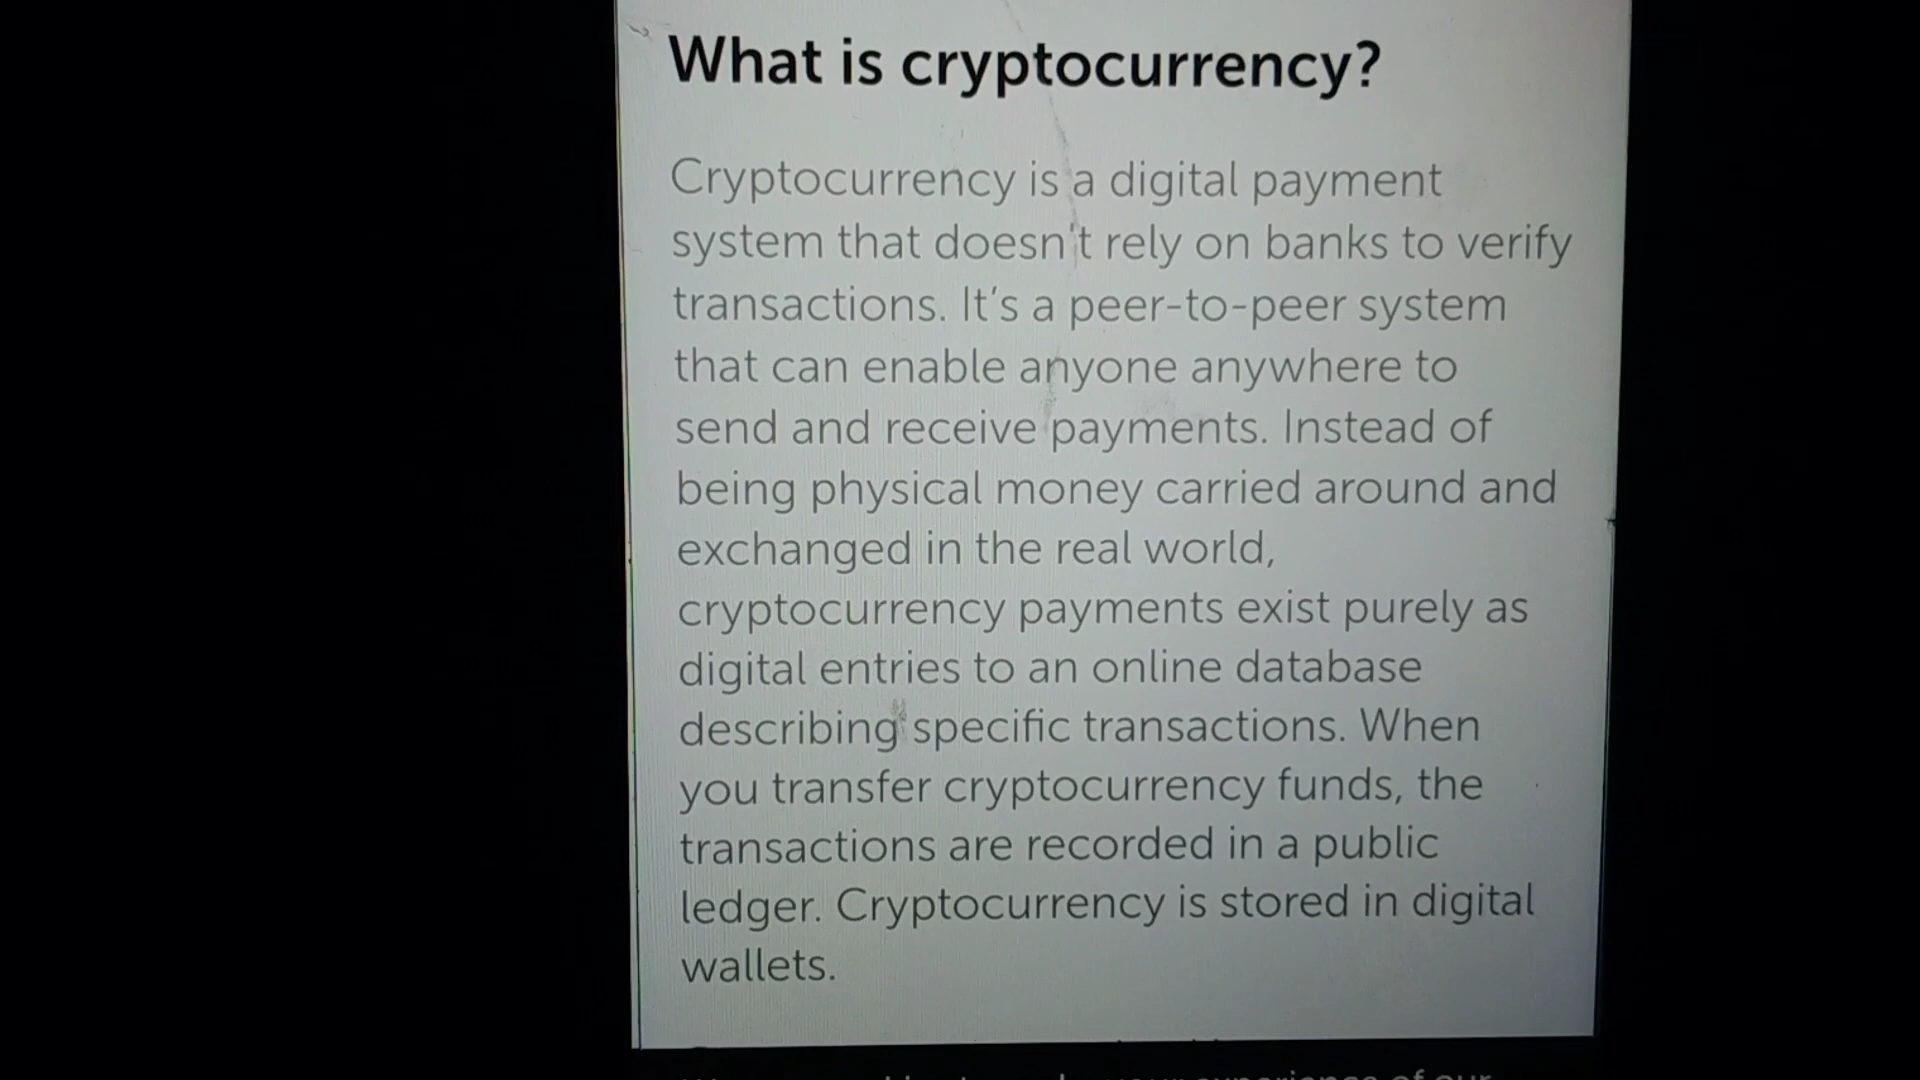 What is cryptocurrency?
Cryptocurrency is a digital payment
system that doesn't rely on banks to verify
transactions. It's a peer-to-peer system
that can enable anyone anywhere to
send and receive payments. Instead of
being physical money carried around and
exchanged in the real world,
cryptocurrency payments exist purely as
digital entries to an online database
describing specific transactions. When
you transfer cryptocurrency funds, the
transactions are recorded in a public
ledger. Cryptocurrency is stored in digital
wallets.
experience of our